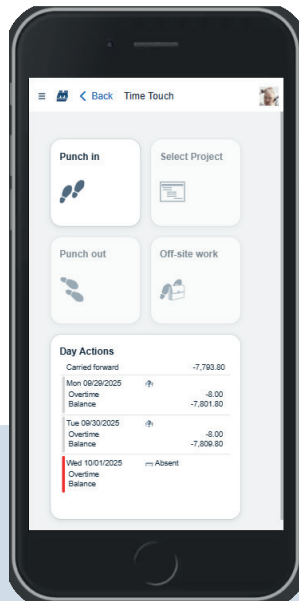 Back Time Touch
Punch in Select Project
Punch out Off-site work
Day Actions
Carried forward -7,793.80
Mon 09/29/2025
Overtime -8.00
Balance -7,801.80
Tue 09/30/2025
Overtime -8.00
Balance -7,809.80
Wed 10/01/2025 Absent
Overtime
Balance